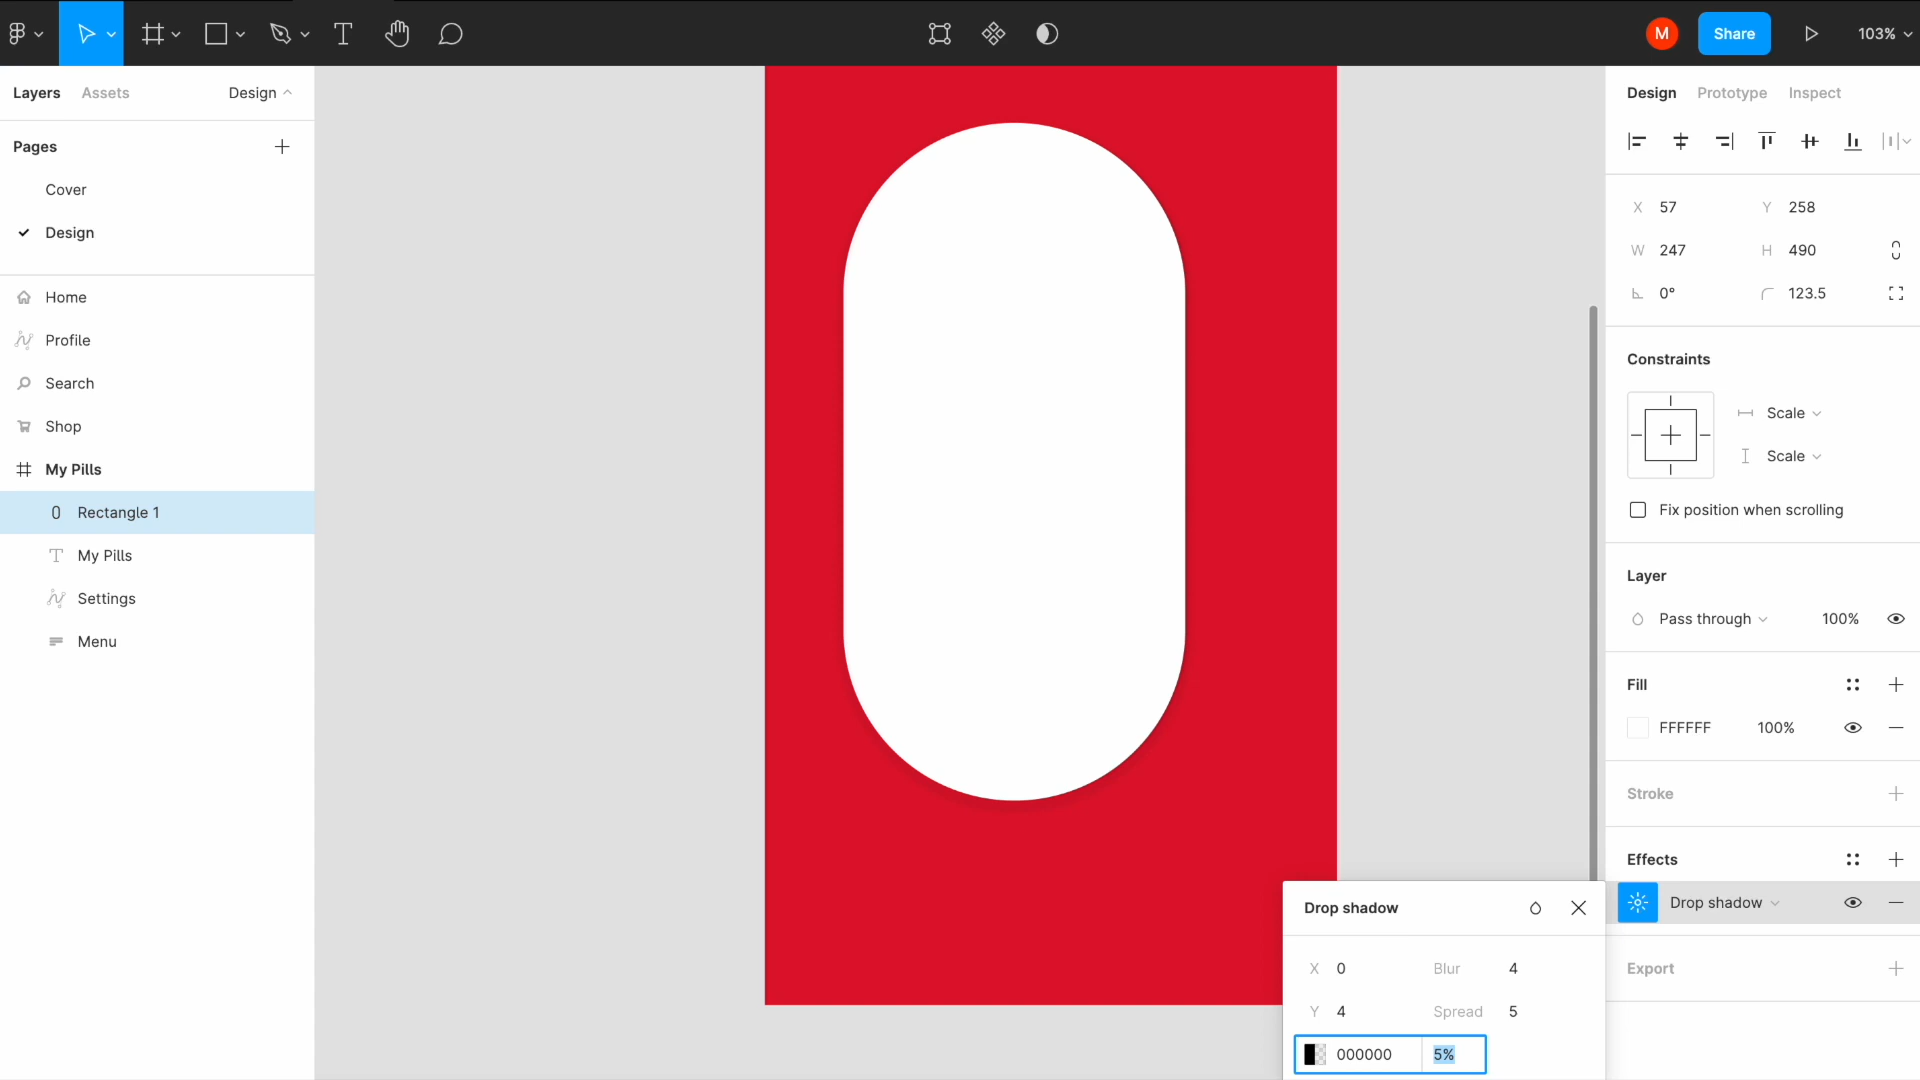 M
Share
103%
Layers
Assets
Design
Pages
Cover
Design
Home
Profile
Search
Shop
My Pills
Rectangle 1
My Pills
Settings
Menu
Design
Prototype
Inspect
X 57 Y 258
W 247 H 490
0° 123.5
Constraints
Scale
Scale
Fix position when scrolling
Layer
Pass through 100%
Fill
FFFFFF 100%
Stroke
Effects
Drop shadow
Export
Drop shadow
X 0 Blur 4
Y 4 Spread 5
000000 5%